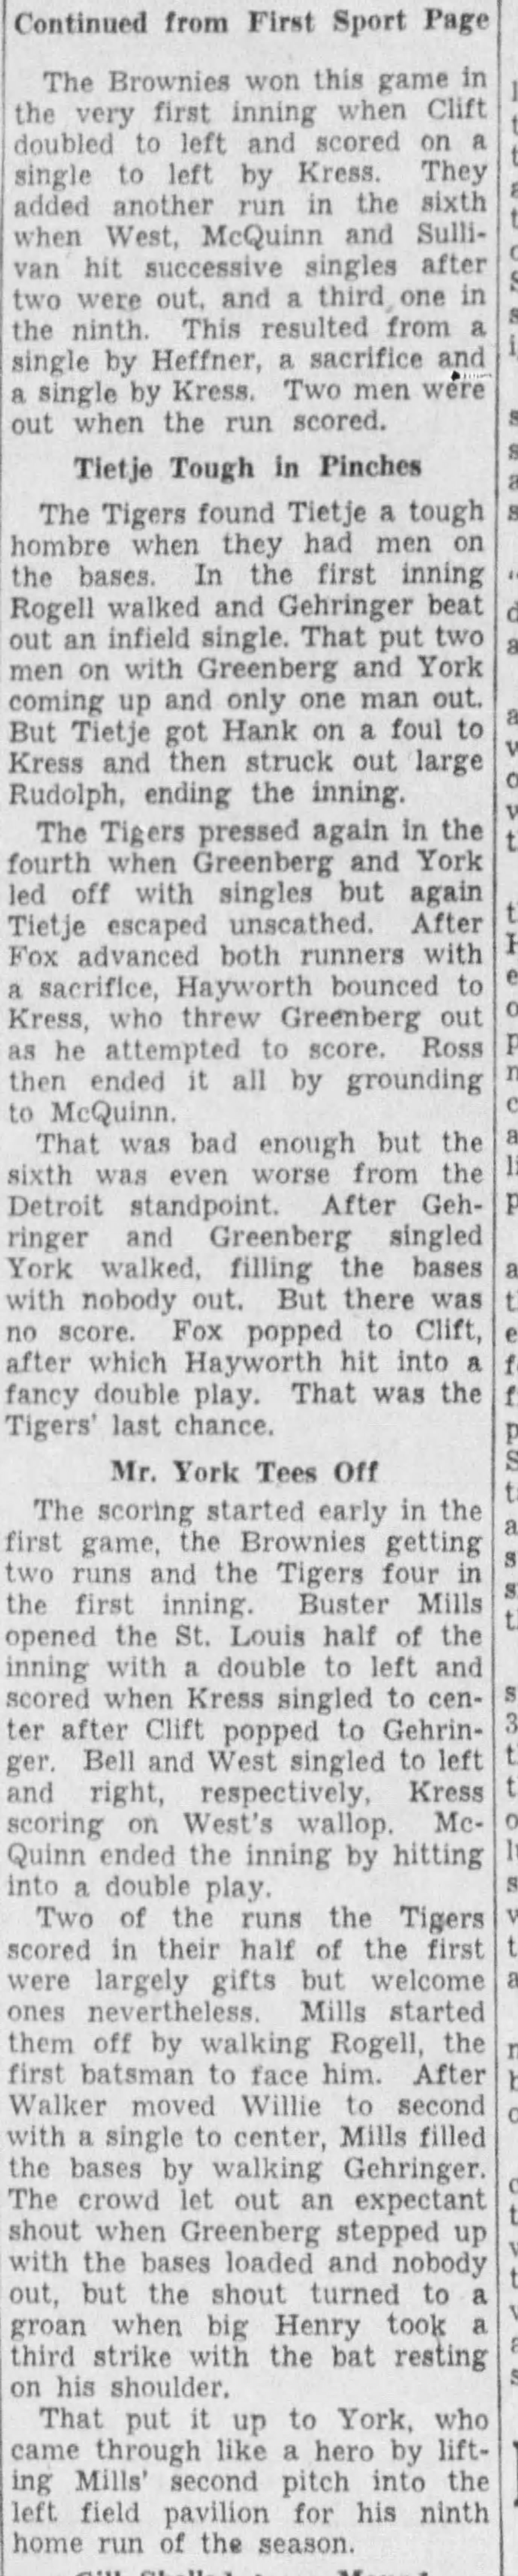 Continued from First Sport Page
The Brownies won this game in
the very first inning when Clift
doubled to left and scored on a
single to left by Kress. They
added another run in the sixth
when West, McQuinn and Sulli-
van hit successive singles after
two were out, and a third one in
the ninth. This resulted from a
single by Heffner, a sacrifice and
a single by Kress. Two men were
out when the run scored.
Tietje Tough in Pinches
The Tigers found Tietje a tough
hombre when they had men on
the bases. In the first inning
Rogell walked and Gehringer beat
out an infield single. That put two
men on with Greenberg and York
coming up and only one man out.
But Tietje got Hank on a foul to
Kress and then struck out large
Rudolph, ending the inning.
The Tigers pressed again in the
fourth when Greenberg and York
led off with singles but again
Tietje escaped unscathed. After
Fox advanced both runners with
a sacrifice, Hayworth bounced to
Kress, who threw Greenberg out
as he attempted to score. Ross
then ended it all by grounding
to McQuinn.
That was bad enough but the
sixth was even worse from the
Detroit standpoint. After Geh-
ringer and Greenberg singled
York walked, filling the bases
with nobody out. But there was
no score. Fox popped to Clift,
after which Hayworth hit into a
fancy double play. That was the
Tigers' last chance.
Mr. York Tees Off
The scoring started early in the
first game, the Brownies getting
two runs and the Tigers four in
the first inning. Buster Mills
opened the St. Louis half of the
inning with a double to left and
scored when Kress singled to cen-
ter after Clift popped to Gehrin-
ger. Bell and West singled to left
and right, respectively, Kress
scoring on West's wallop. Mc-
Quinn ended the inning by hitting
into a double play.
Two of the runs the Tigers
scored in their half of the first
were largely gifts but welcome
ones nevertheless. Mills started
them off by walking Rogell, the
first batsman to face him. After
Walker moved Willie to second
with a single to center, Mills filled
the bases by walking Gehringer.
The crowd let out an expectant
shout when Greenberg stepped up
with the bases loaded and nobody
out, but the shout turned to a
groan when big Henry took a
third strike with the bat resting
on his shoulder.
That put it up to York, who
came through like a hero by lift-
ing Mills' second pitch into the
left field pavilion for his ninth
home run of the season.